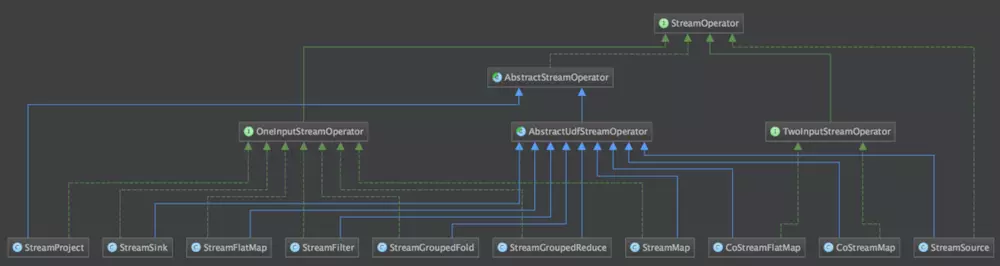 StreamOperator
AbstractStreamOperator
OneInputStreamOperator
AbstractUdfStreamOperator
TwoInputStreamOperator
StreamProject
StreamSink
StreamFlatMap
StreamFilter
StreamGroupedFold
StreamGroupedReduce
StreamMap
CoStreamFlatMap
CoStreamMap
StreamSource